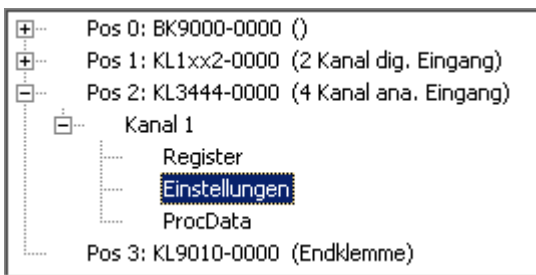 Pos 0: BK9000-0000 ()
Pos 1: KL1xx2-0000 (2 Kanal dig. Eingang)
Pos 2: KL3444-0000 (4 Kanal ana. Eingang)
Kanal 1
Register
Einstellungen
ProcData
Pos 3: KL9010-0000 (Endklemme)